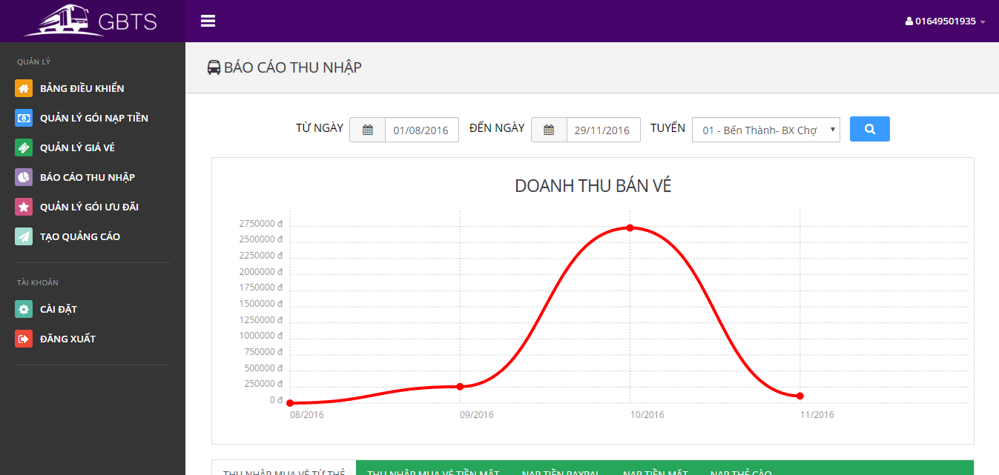 GBTS
01649501935
QUẢN LÝ
BẢNG ĐIỀU KHIỂN
QUẢN LÝ GÓI NẠP TIỀN
QUẢN LÝ GIÁ VÉ
BÁO CÁO THU NHẬP
QUẢN LÝ GÓI ƯU ĐÃI
TẠO QUẢNG CÁO
TÀI KHOẢN
CÀI ĐẶT
ĐĂNG XUẤT
BÁO CÁO THU NHẬP
TỪ NGÀY 01/08/2016 ĐẾN NGÀY 29/11/2016 TUYẾN 01 - Bến Thành- BX Chợ
DOANH THU BÁN VÉ
2750000 đ
2500000 đ
2250000 đ
2000000 đ
1750000 đ
1500000 đ
1250000 đ
1000000 đ
750000 đ
500000 đ
250000 đ
0 đ
08/2016 09/2016 10/2016 11/2016
THU NHẬP MUA VÉ TỪ THẺ THU NHẬP MUA VÉ TIỀN MẶT NẠP TIỀN PAYPAL NẠP TIỀN MẶT NẠP THẺ CÀO